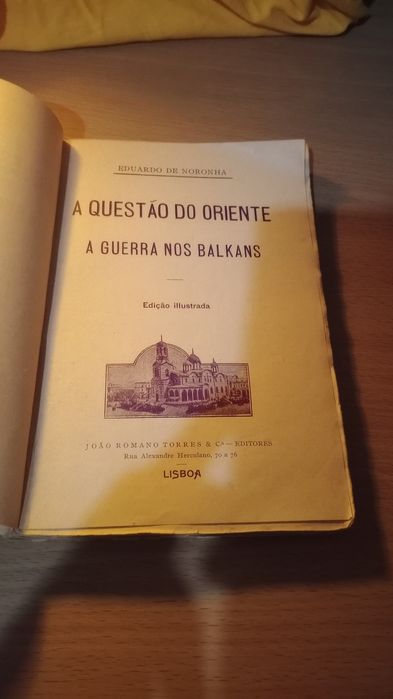 EDUARDO DE NORONHA
A QUESTÃO DO ORIENTE
A GUERRA NOS BALKANS
Edição illustrada
JOÃO ROMANO TORRES & Cª — EDITORES
Rua Alexandre Herculano, 70 a 76
LISBOA